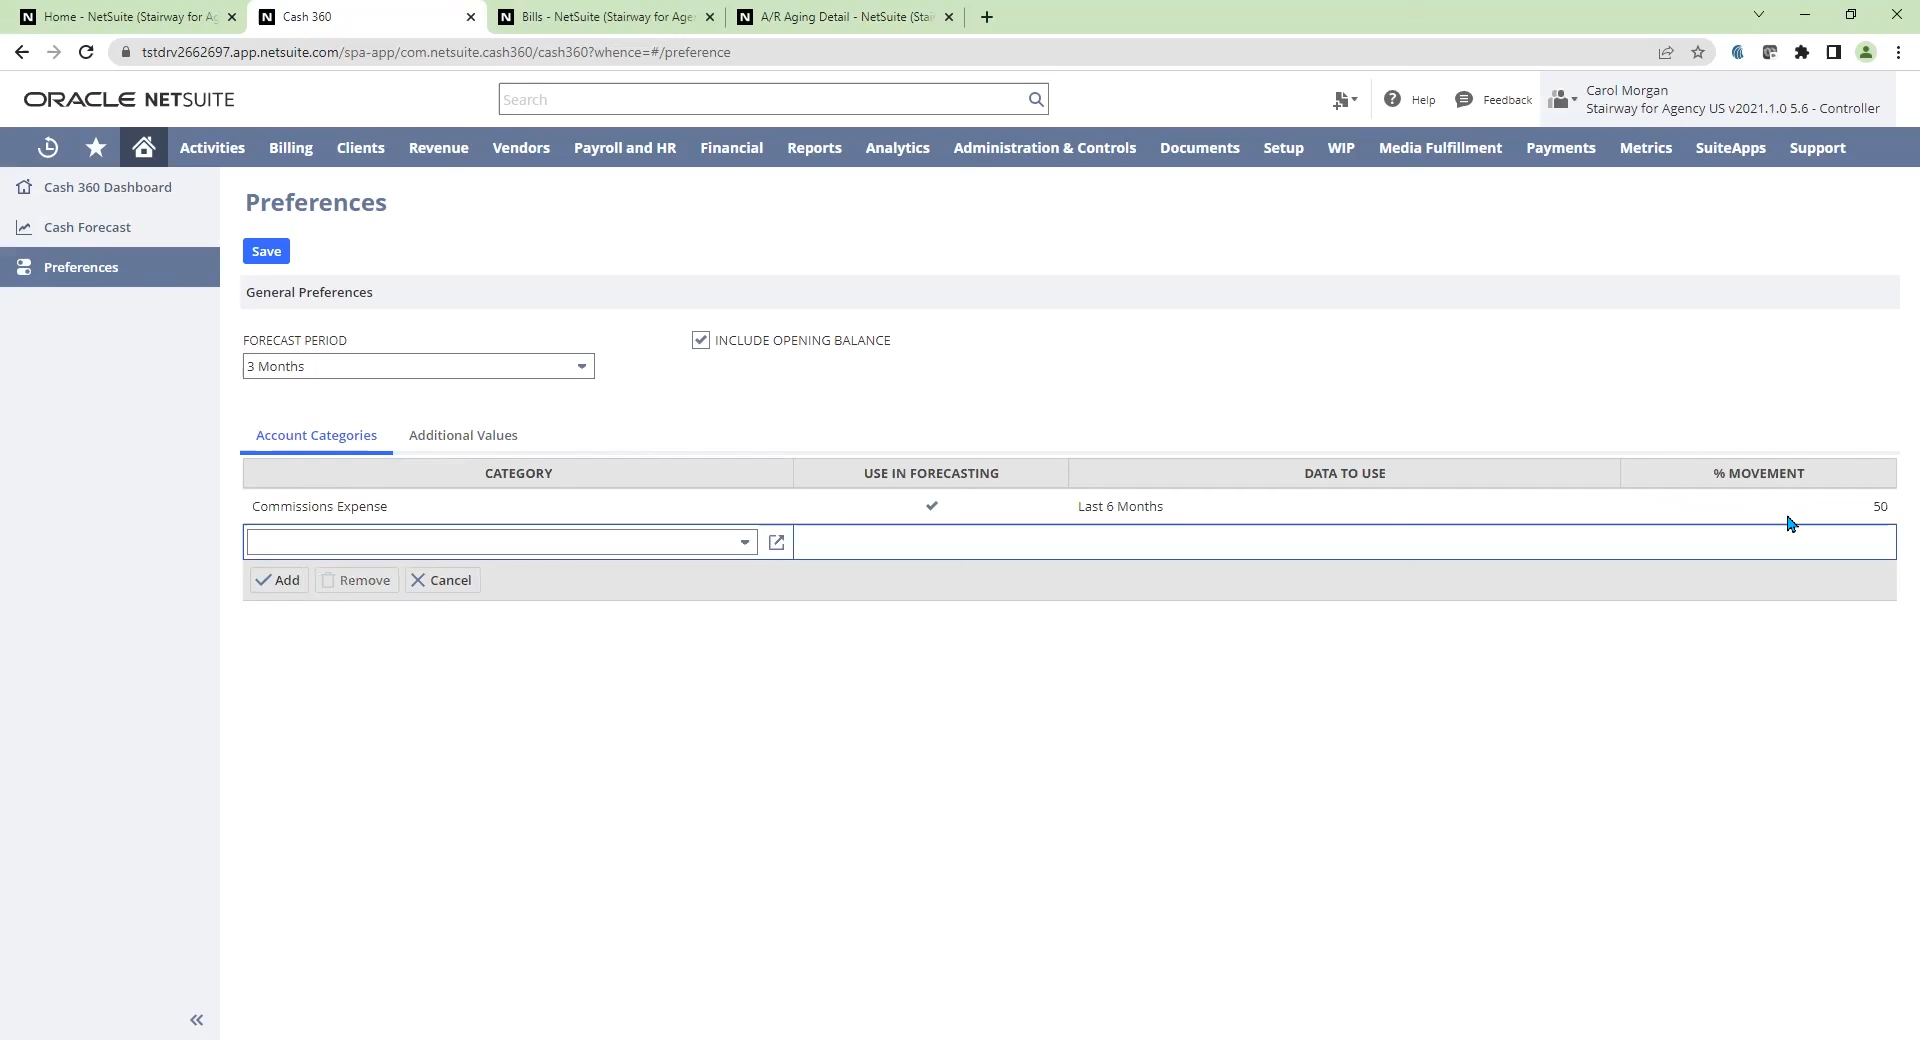 Home - NetSuite (Stairway for Ag
Cash 360
Bills - NetSuite (Stairway for Age
A/R Aging Detail - NetSuite (Stai
tstdrv2662697.app.netsuite.com/spa-app/com.netsuite.cash360/cash360?whence=#/preference
ORACLE NETSUITE
Search
Help
Feedback
Carol Morgan
Stairway for Agency US v2021.1.0 5.6 - Controller
Activities Billing Clients Revenue Vendors Payroll and HR Financial Reports Analytics Administration & Controls Documents Setup WIP Media Fulfillment Payments Metrics SuiteApps Support
Cash 360 Dashboard
Cash Forecast
Preferences
Preferences
Save
General Preferences
FORECAST PERIOD
3 Months
INCLUDE OPENING BALANCE
Account Categories Additional Values
CATEGORY USE IN FORECASTING DATA TO USE % MOVEMENT
Commissions Expense Last 6 Months 50
Add Remove Cancel